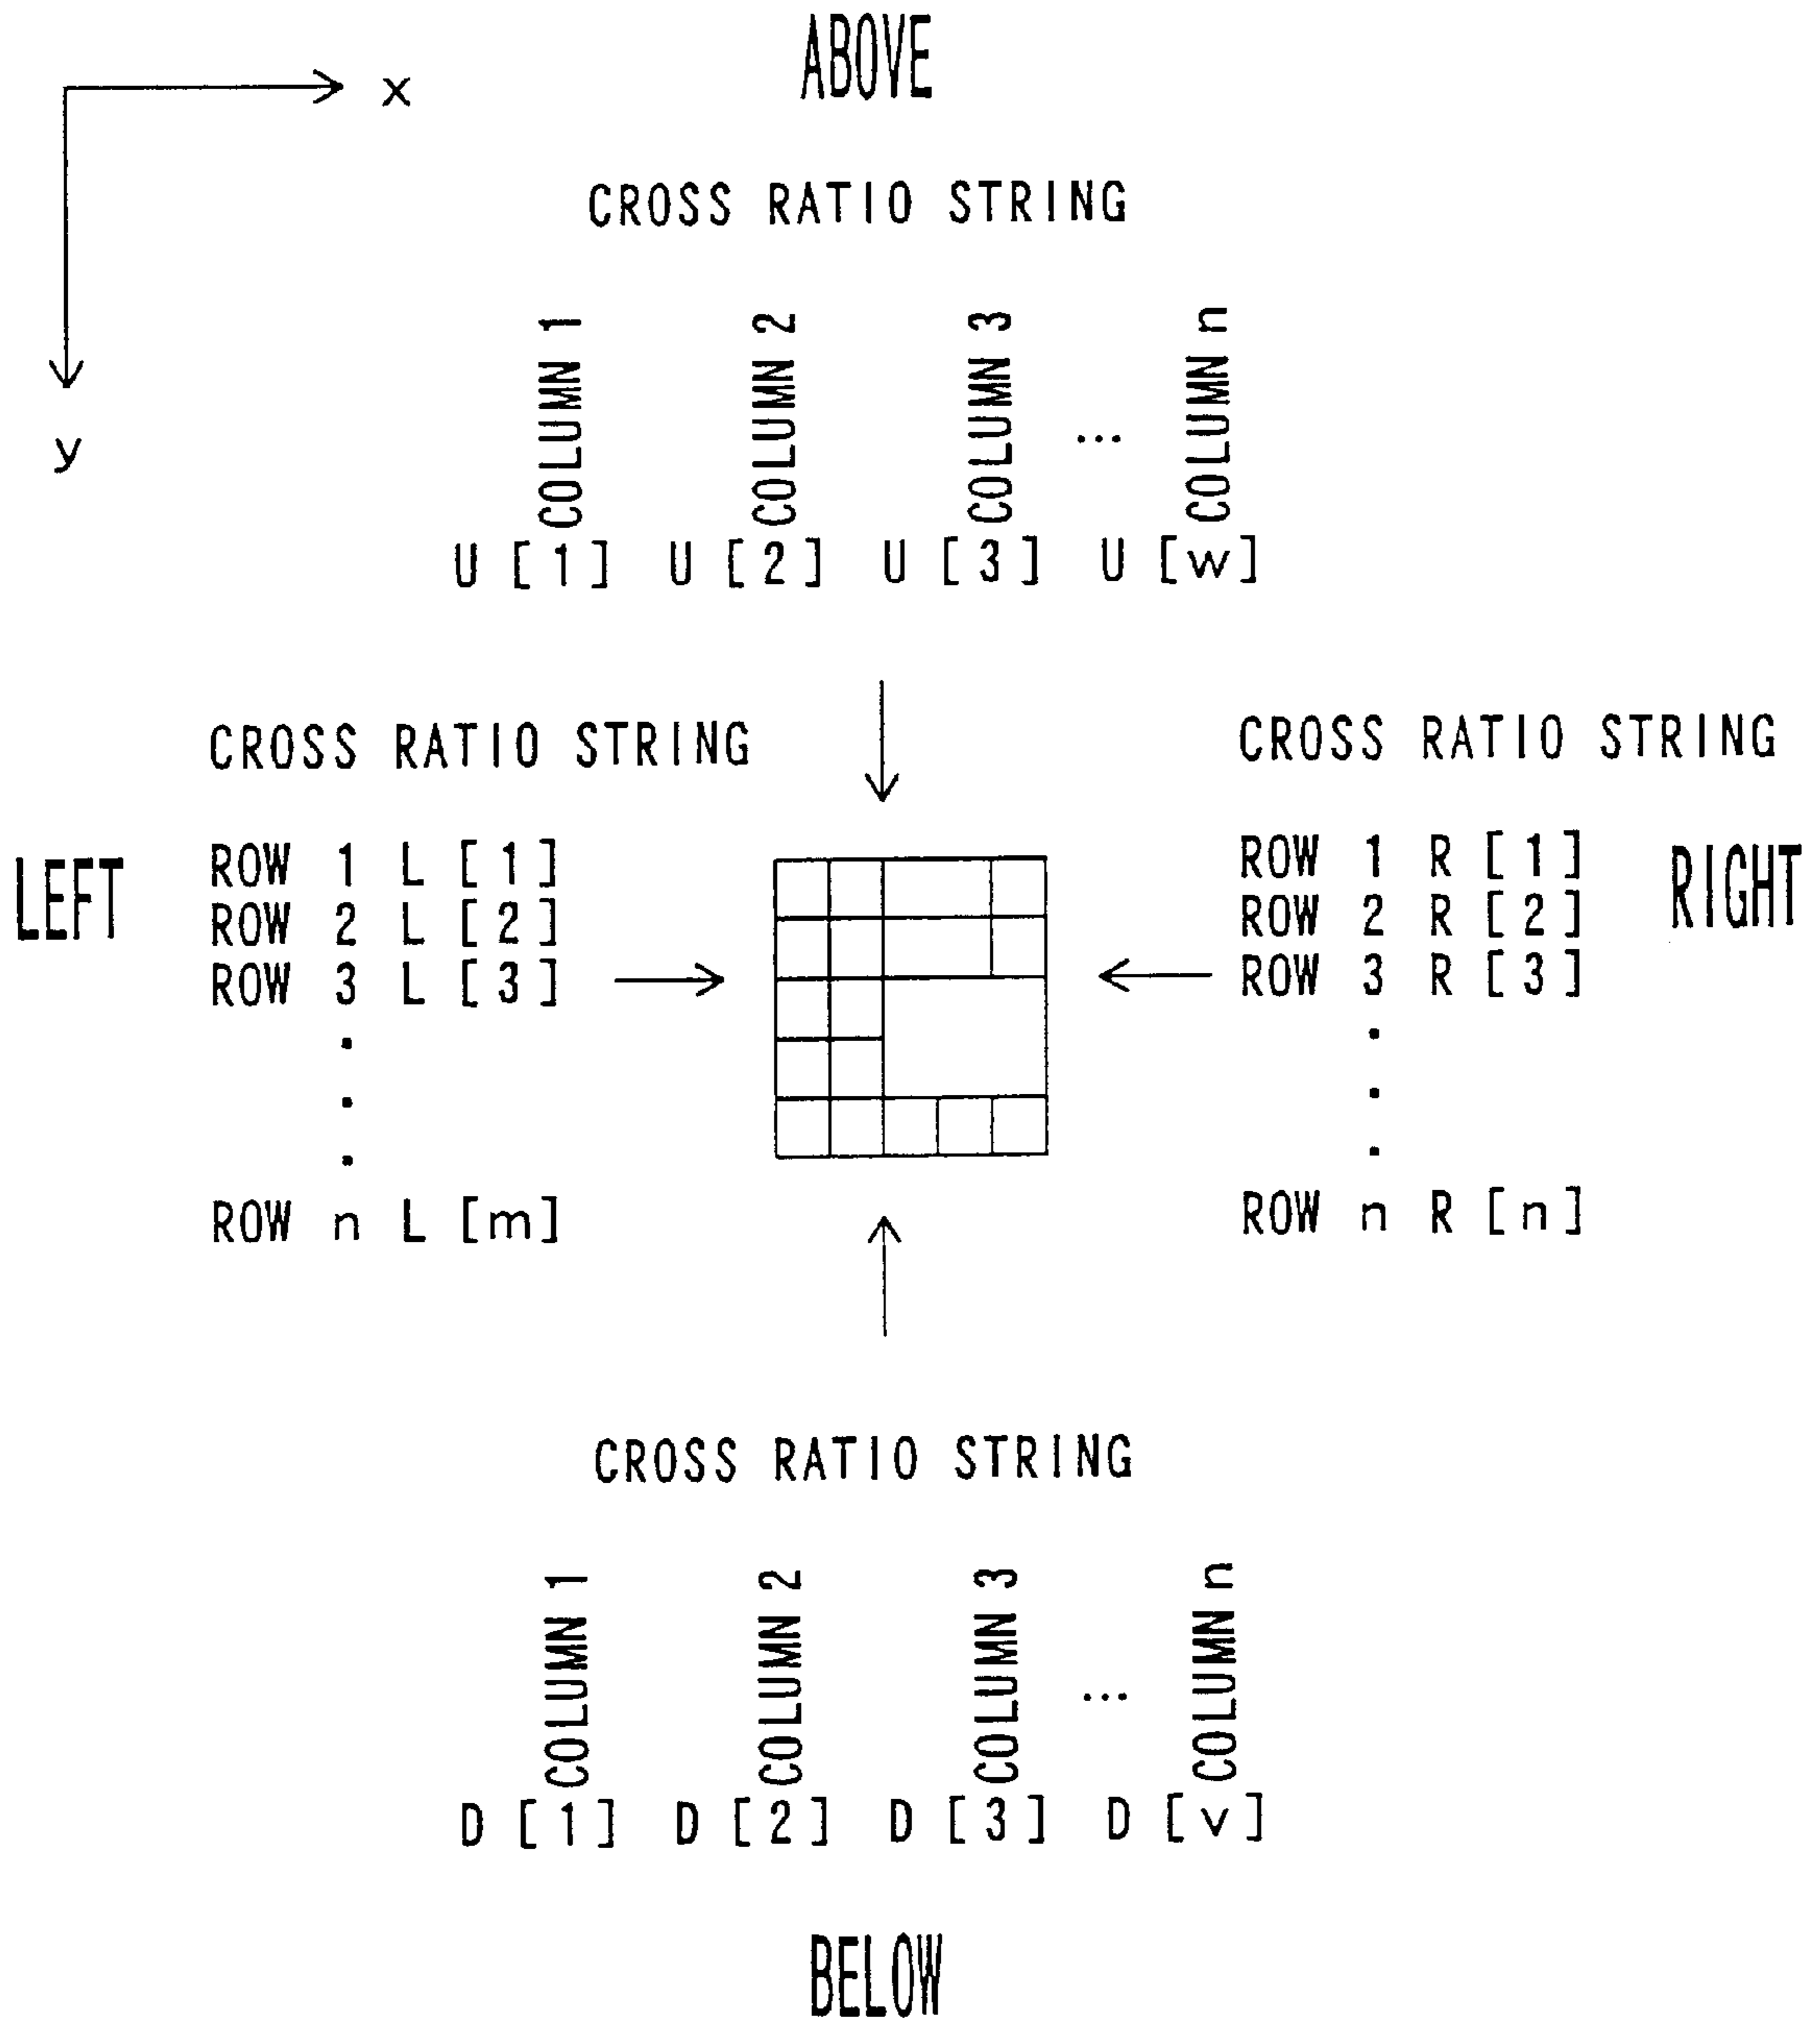 ABOVE
x
y
CROSS RATIO STRING
COLUMN 1 COLUMN 2 COLUMN 3 ... COLUMN n
U [1] U [2] U [3] U [w]
LEFT
CROSS RATIO STRING
ROW 1 L [1]
ROW 2 L [2]
ROW 3 L [3]
.
.
.
ROW n L [m]
CROSS RATIO STRING
ROW 1 R [1]
ROW 2 R [2]
ROW 3 R [3]
.
.
.
ROW n R [n]
RIGHT
CROSS RATIO STRING
COLUMN 1 COLUMN 2 COLUMN 3 ... COLUMN n
D [1] D [2] D [3] D [v]
BELOW